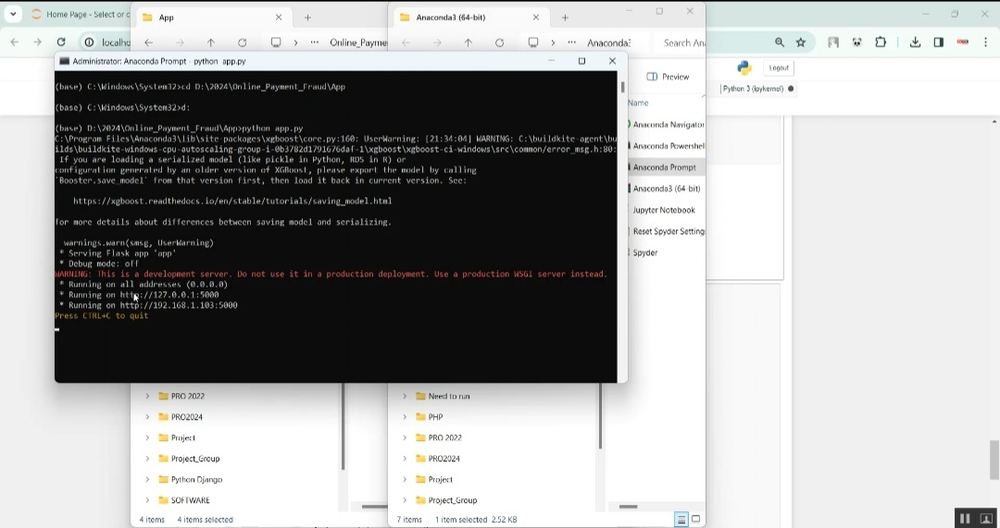 Home Page - Select or c
App
Anaconda3 (64-bit)
localho
Online_Payme
Anaconda3
Search An
Administrator: Anaconda Prompt - python app.py
Preview
Logout
Python 3 (ipykernel)
(base) C:\Windows\System32>cd D:\2024\Online_Payment_Fraud\App
(base) C:\Windows\System32>d:
(base) D:\2024\Online_Payment_Fraud\App>python app.py
C:\Program Files\Anaconda3\lib\site-packages\xgboost\core.py:160: UserWarning: [21:34:04] WARNING: C:\buildkite-agent\bu
ilds\buildkite-windows-cpu-autoscaling-group-i-0b3782d1791676daf-1\xgboost\xgboost-ci-windows\src\common/error_msg.h:80:
If you are loading a serialized model (like pickle in Python, RDS in R) or
configuration generated by an older version of XGBoost, please export the model by calling
`Booster.save_model` from that version first, then load it back in current version. See:
https://xgboost.readthedocs.io/en/stable/tutorials/saving_model.html
for more details about differences between saving model and serializing.
warnings.warn(smsg, UserWarning)
* Serving Flask app 'app'
* Debug mode: off
WARNING: This is a development server. Do not use it in a production deployment. Use a production WSGI server instead.
* Running on all addresses (0.0.0.0)
* Running on http://127.0.0.1:5000
* Running on http://192.168.1.103:5000
Press CTRL+C to quit
Name
Anaconda Navigator
Anaconda Powershell
Anaconda Prompt
Anaconda3 (64-bit)
Jupyter Notebook
Reset Spyder Setting
Spyder
PRO 2022
PRO2024
Project
Project_Group
Python Django
SOFTWARE
4 items
4 items selected
Need to run
PHP
PRO 2022
PRO2024
Project
Project_Group
7 items
1 item selected 2.52 KB